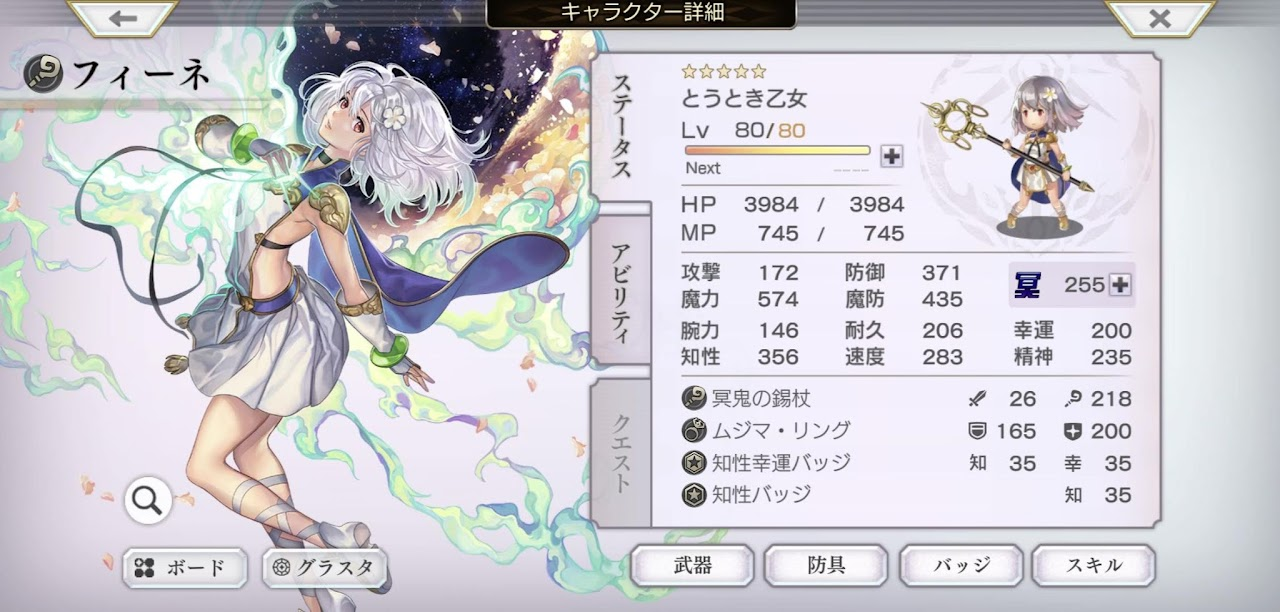 キャラクター詳細
フィーネ
ステータス
アビリティ
クエスト
とうとき乙女
Lv 80/80
Next ----
HP 3984 / 3984
MP 745 / 745
攻撃 172 防御 371 冥 255
魔力 574 魔防 435
腕力 146 耐久 206 幸運 200
知性 356 速度 283 精神 235
冥鬼の錫杖 26 218
ムジマ・リング 165 200
知性幸運バッジ 知 35 幸 35
知性バッジ 知 35
ボード グラスタ 武器 防具 バッジ スキル